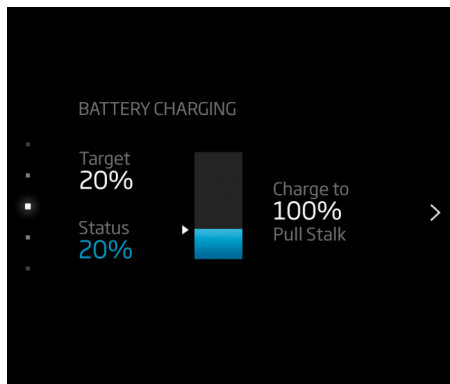 BATTERY CHARGING
Target
20%
Status
20%
Charge to
100%
Pull Stalk